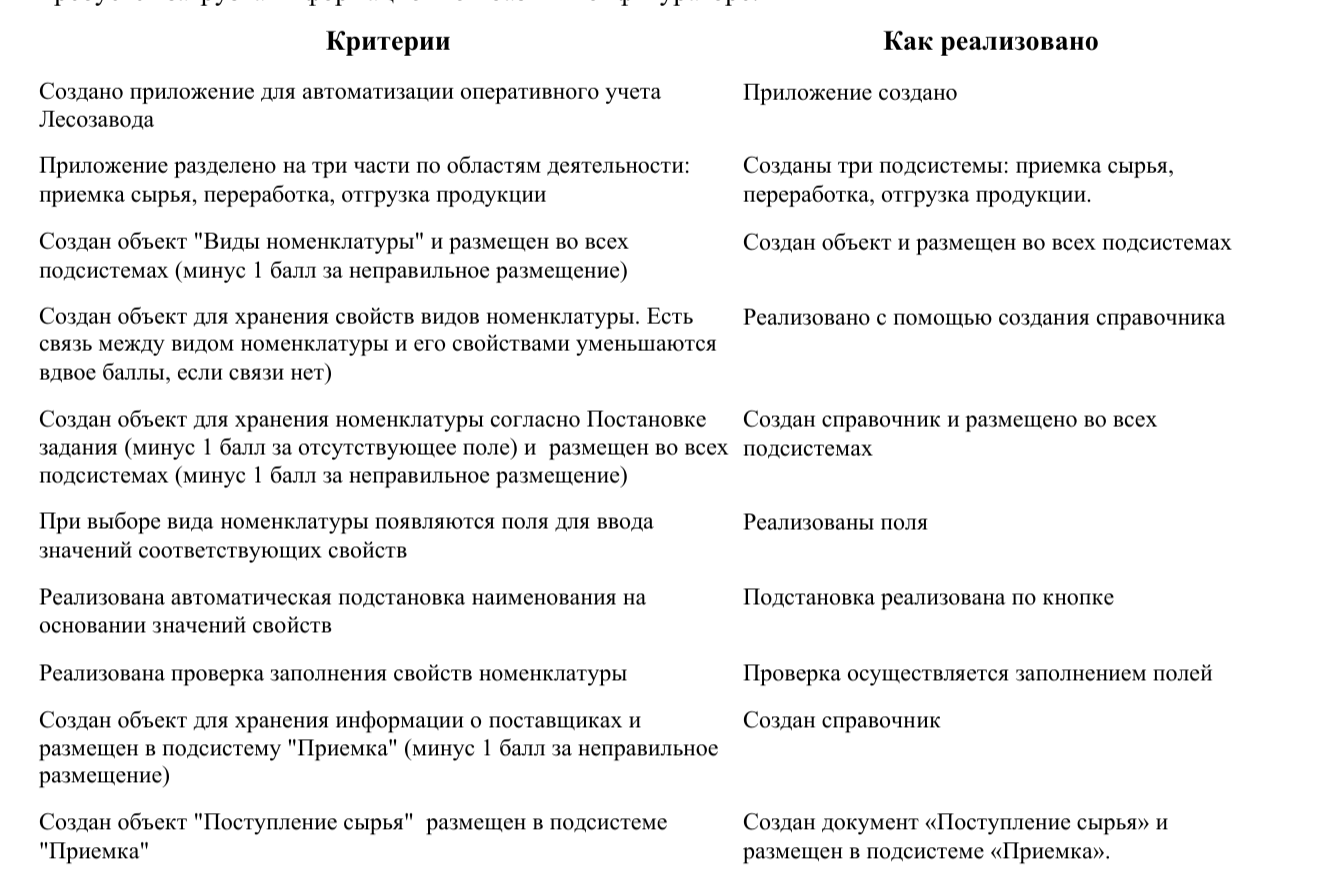 Критерии
Как реализовано
Создано приложение для автоматизации оперативного учета
Лесозавода
Приложение создано
Приложение разделено на три части по областям деятельности:
приемка сырья, переработка, отгрузка продукции
Созданы три подсистемы: приемка сырья,
переработка, отгрузка продукции.
Создан объект "Виды номенклатуры" и размещен во всех
подсистемах (минус 1 балл за неправильное размещение)
Создан объект и размещен во всех подсистемах
Создан объект для хранения свойств видов номенклатуры. Есть
связь между видом номенклатуры и его свойствами уменьшаются
вдвое баллы, если связи нет)
Реализовано с помощью создания справочника
Создан объект для хранения номенклатуры согласно Постановке
задания (минус 1 балл за отсутствующее поле) и  размещен во всех
подсистемах (минус 1 балл за неправильное размещение)
Создан справочник и размещено во всех
подсистемах
При выборе вида номенклатуры появляются поля для ввода
значений соответствующих свойств
Реализованы поля
Реализована автоматическая подстановка наименования на
основании значений свойств
Подстановка реализована по кнопке
Реализована проверка заполнения свойств номенклатуры
Проверка осуществляется заполнением полей
Создан объект для хранения информации о поставщиках и
размещен в подсистему "Приемка" (минус 1 балл за неправильное
размещение)
Создан справочник
Создан объект "Поступление сырья"  размещен в подсистеме
"Приемка"
Создан документ «Поступление сырья» и
размещен в подсистеме «Приемка».